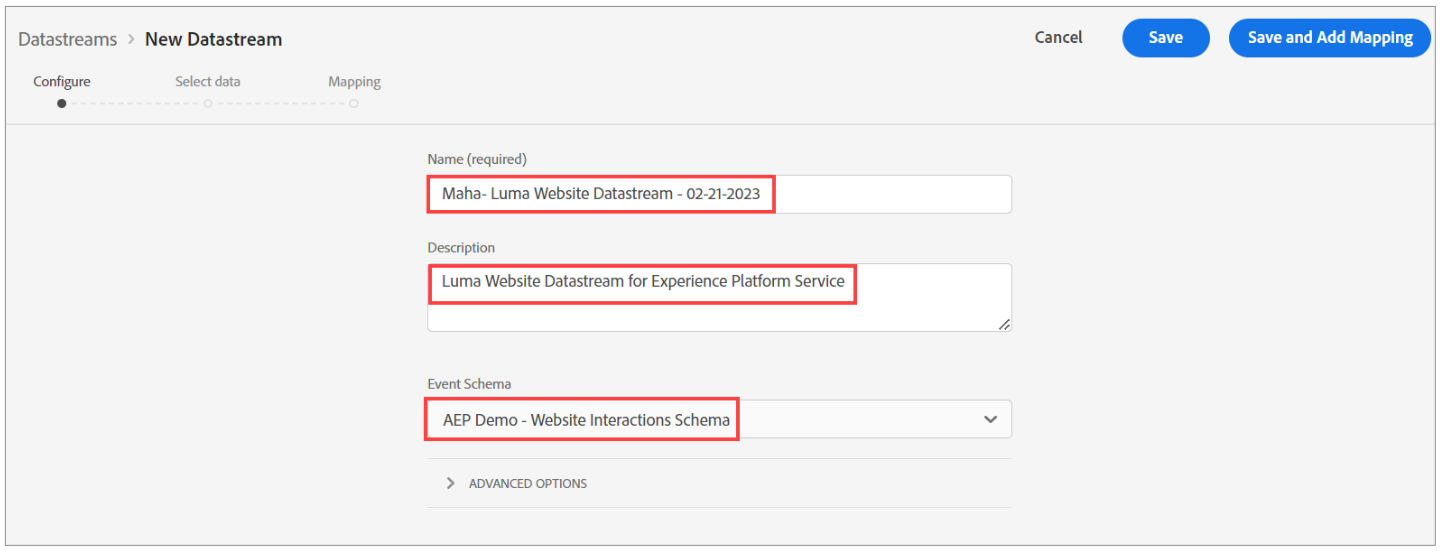 Datastreams > New Datastream
Cancel
Save
Save and Add Mapping
Configure
Select data
Mapping
Name (required)
Maha- Luma Website Datastream - 02-21-2023
Description
Luma Website Datastream for Experience Platform Service
Event Schema
AEP Demo - Website Interactions Schema
ADVANCED OPTIONS